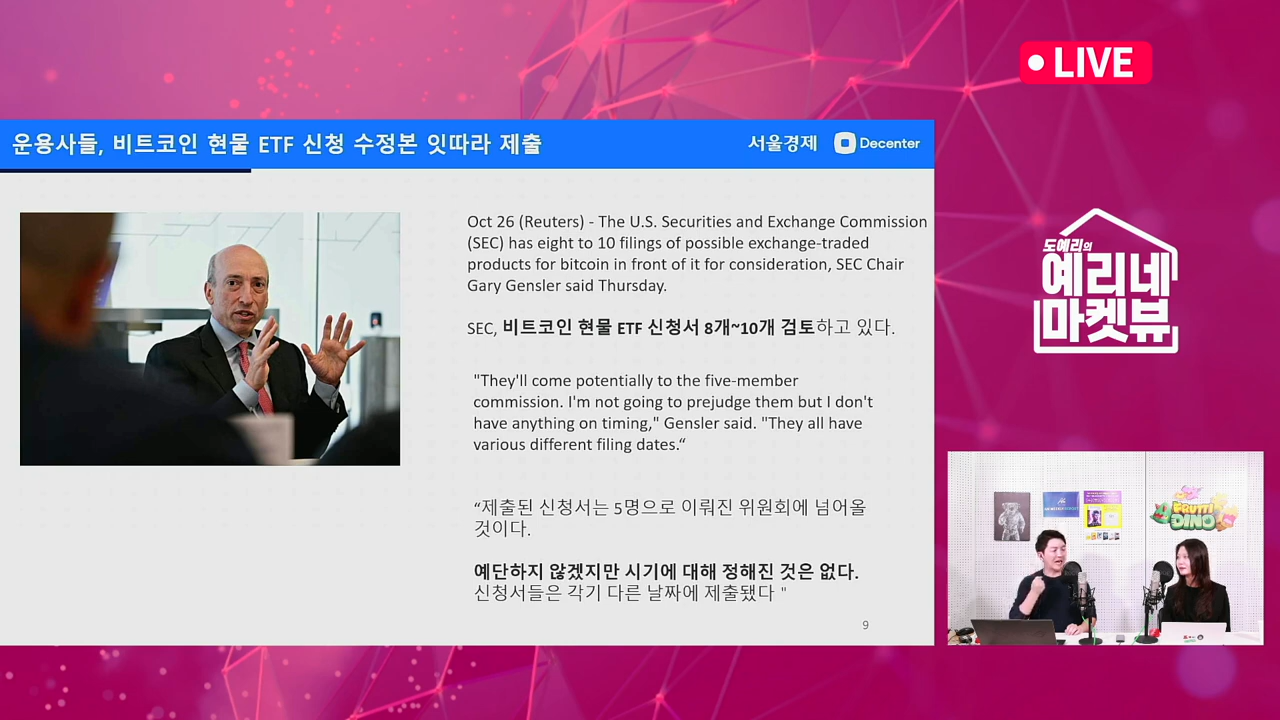 LIVE
운용사들, 비트코인 현물 ETF 신청 수정본 잇따라 제출
서울경제
Decenter
Oct 26 (Reuters) - The U.S. Securities and Exchange Commission
(SEC) has eight to 10 filings of possible exchange-traded
products for bitcoin in front of it for consideration, SEC Chair
Gary Gensler said Thursday.
SEC, 비트코인 현물 ETF 신청서 8개~10개 검토하고 있다.
"They'll come potentially to the five-member
commission. I'm not going to prejudge them but I don't
have anything on timing," Gensler said. "They all have
various different filing dates.“
“제출된 신청서는 5명으로 이뤄진 위원회에 넘어올
것이다.
예단하지 않겠지만 시기에 대해 정해진 것은 없다.
신청서들은 각기 다른 날짜에 제출됐다 "
9
도예리의
예리네
마켓뷰
FRUTTI
DINO